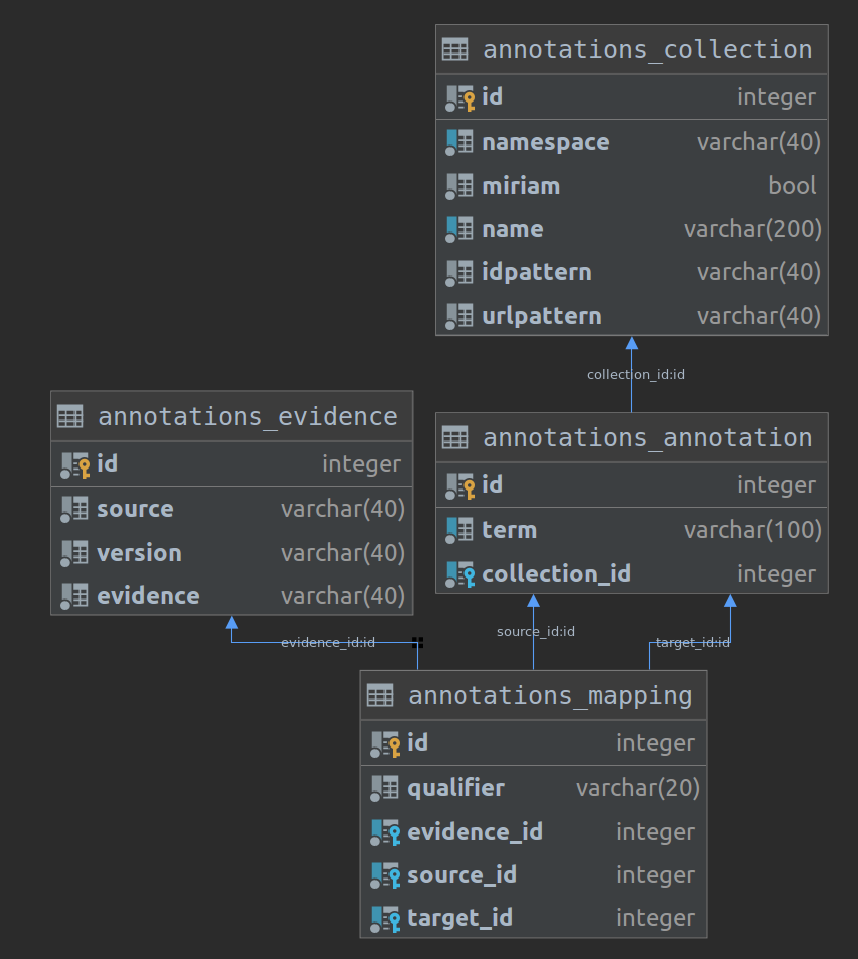 annotations_collection
id integer
namespace varchar(40)
miriam bool
name varchar(200)
idpattern varchar(40)
urlpattern varchar(40)
collection_id:id
annotations_evidence
id integer
source varchar(40)
version varchar(40)
evidence varchar(40)
annotations_annotation
id integer
term varchar(100)
collection_id integer
evidence_id:id
source_id:id
target_id:id
annotations_mapping
id integer
qualifier varchar(20)
evidence_id integer
source_id integer
target_id integer